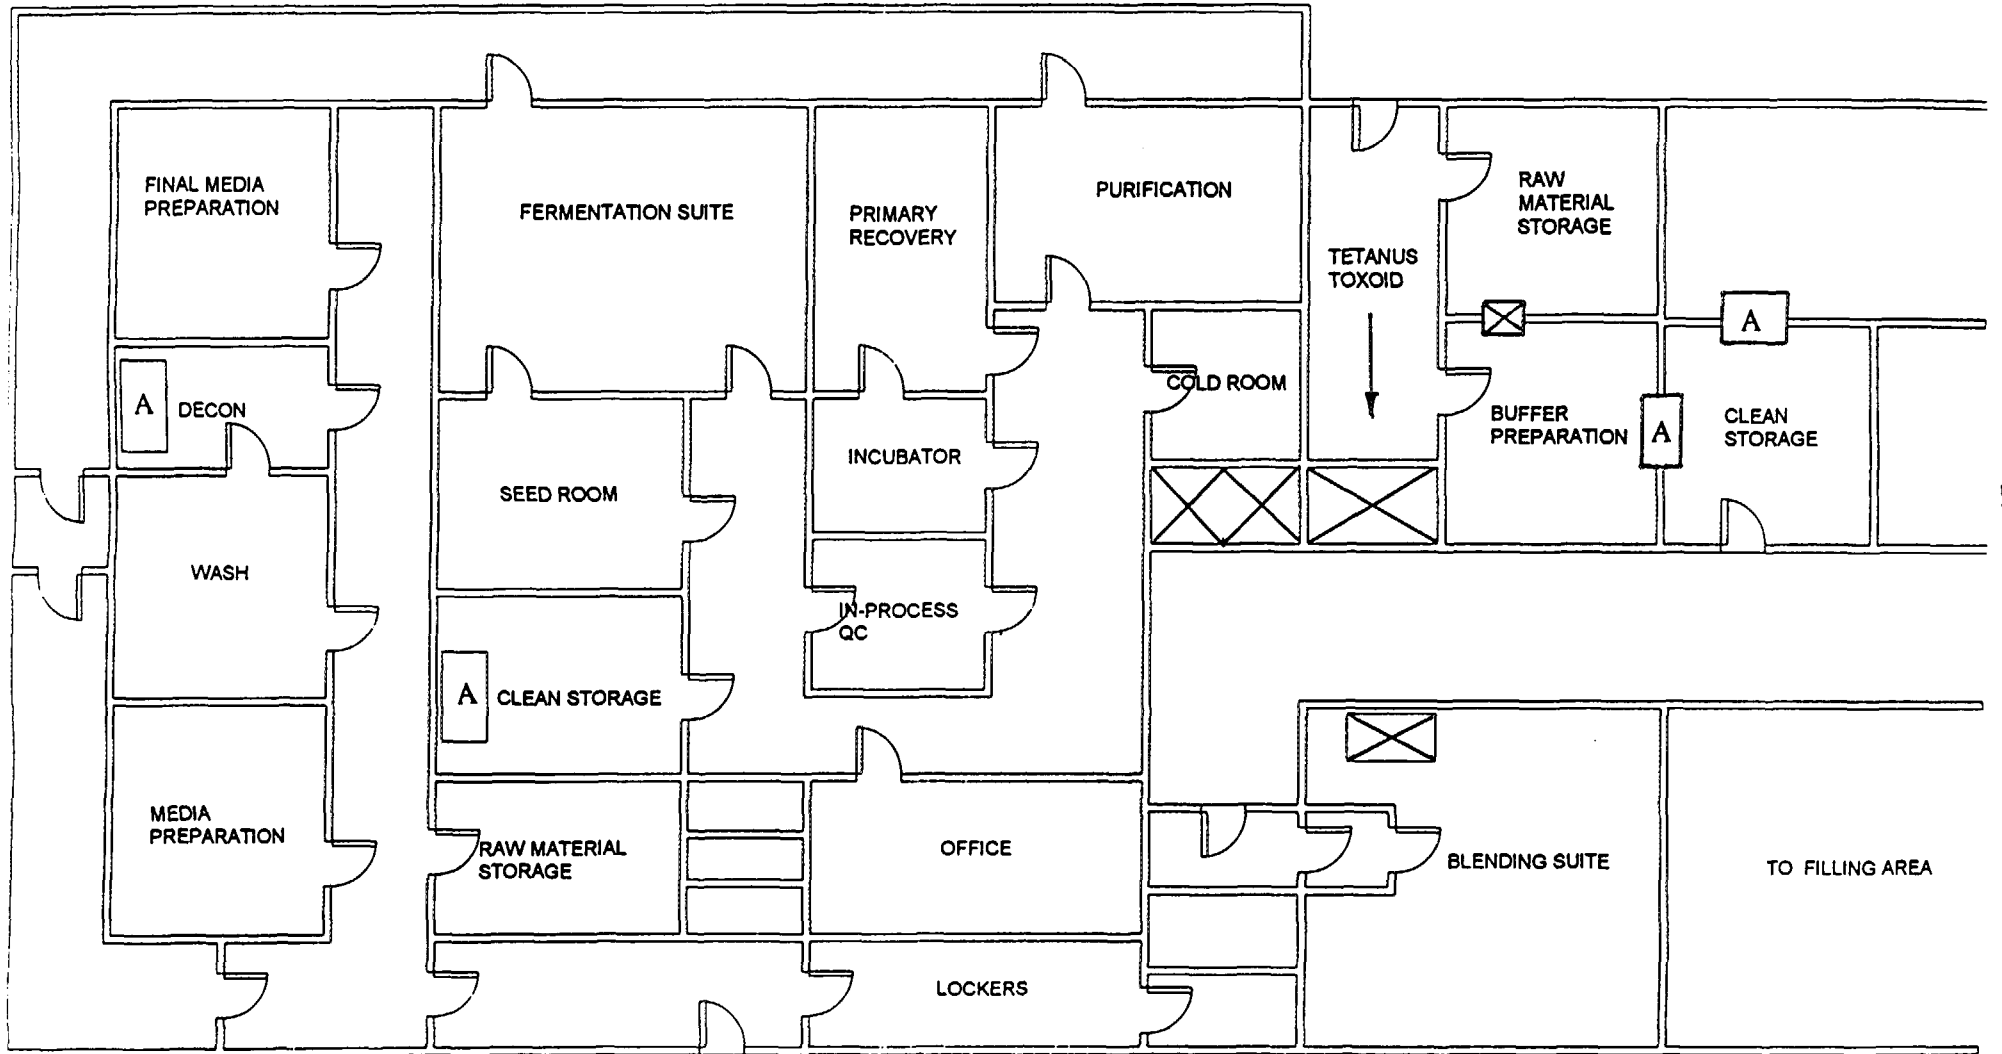 FINAL MEDIA
PREPARATION
FERMENTATION SUITE
PRIMARY
RECOVERY
PURIFICATION
RAW
MATERIAL
STORAGE
TETANUS
TOXOID
A
A
DECON
COLD ROOM
BUFFER
PREPARATION
A
CLEAN
STORAGE
INCUBATOR
SEED ROOM
WASH
IN-PROCESS
QC
A
CLEAN STORAGE
MEDIA
PREPARATION
RAW MATERIAL
STORAGE
OFFICE
BLENDING SUITE
TO FILLING AREA
LOCKERS